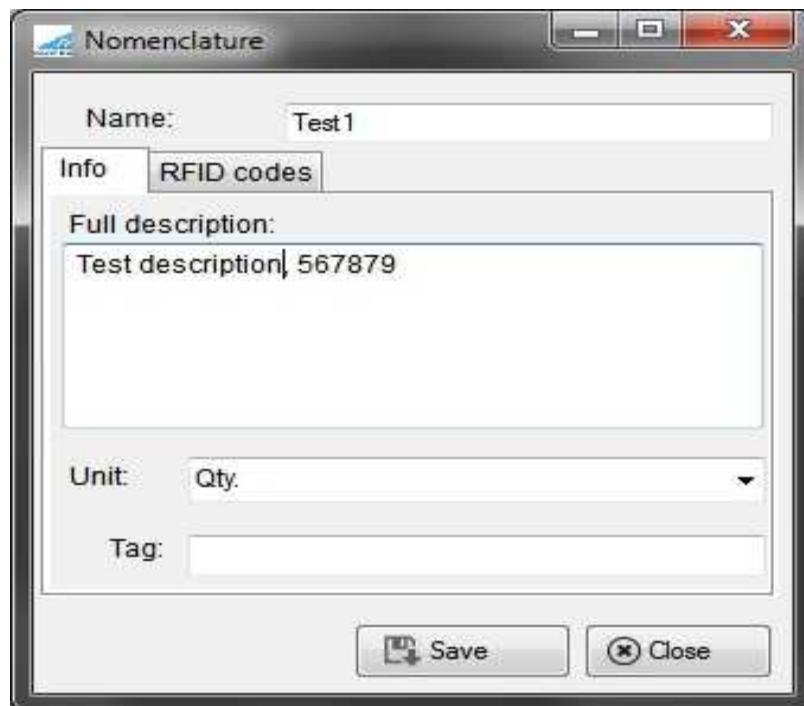 Nomenclature
Name: Test1
Info RFID codes
Full description:
Test description, 567879
Unit: Qty.
Tag:
Save Close